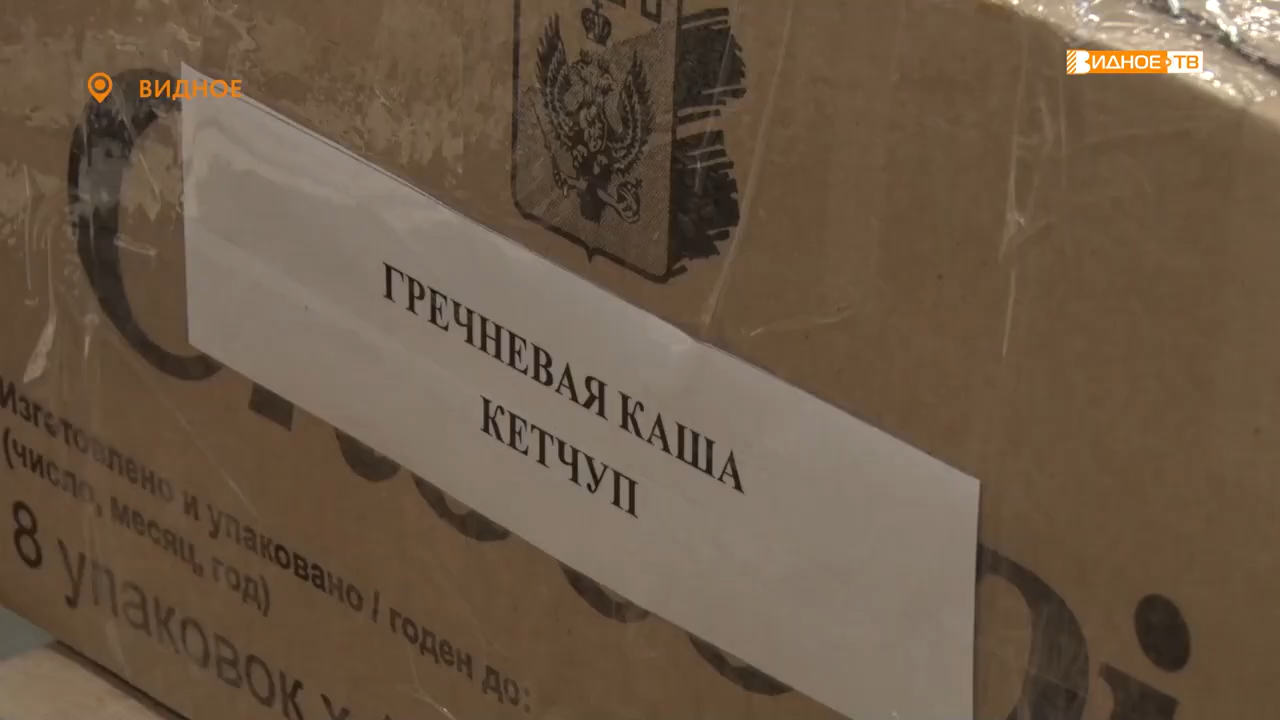 ВИДНОЕ
ВИДНОЕ ТВ
ГРЕЧНЕВАЯ КАША
КЕТЧУП
Изготовлено и упаковано / годен до:
(число, месяц, год)
8 упаковок х